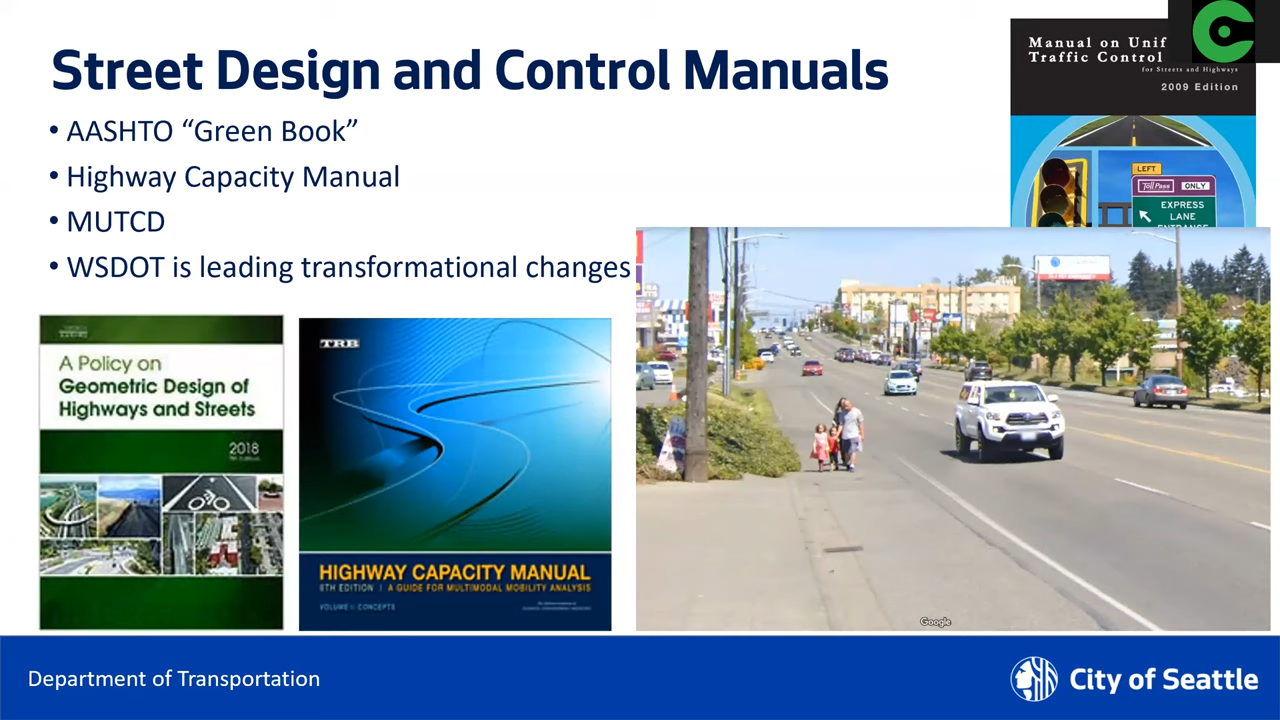 Street Design and Control Manuals
• AASHTO “Green Book”
• Highway Capacity Manual
• MUTCD
• WSDOT is leading transformational changes
Manual on Unif
Traffic Control
for Streets and Highways
2009 Edition
LEFT
Toll Pass ONLY
EXPRESS
LANE
ENTRANCE
A Policy on
Geometric Design of
Highways and Streets
2018
TRB
HIGHWAY CAPACITY MANUAL
6TH EDITION | A GUIDE FOR MULTIMODAL MOBILITY ANALYSIS
VOLUME 1: CONCEPTS
Google
Department of Transportation
City of Seattle